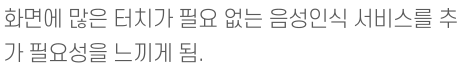 화면에 많은 터치가 필요 없는 음성인식 서비스를 추
가 필요성을 느끼게 됨.